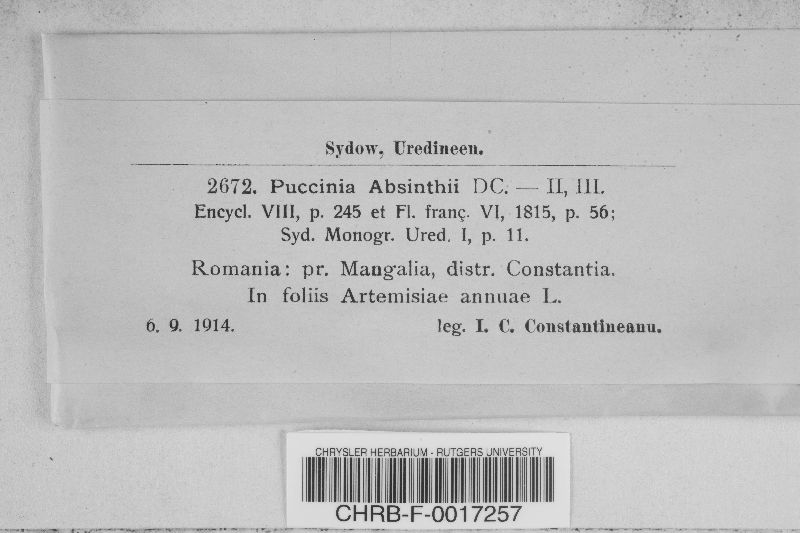 Sydow, Uredineen.
2672. Puccinia Absinthii DC. — II, III.
Encycl. VIII, p. 245 et Fl. franç. VI, 1815, p. 56;
Syd. Monogr. Ured. I, p. 11.
Romania: pr. Mangalia, distr. Constantia.
In foliis Artemisiae annuae L.
6. 9. 1914. leg. I. C. Constantineanu.
CHRYSLER HERBARIUM - RUTGERS UNIVERSITY
CHRB-F-0017257